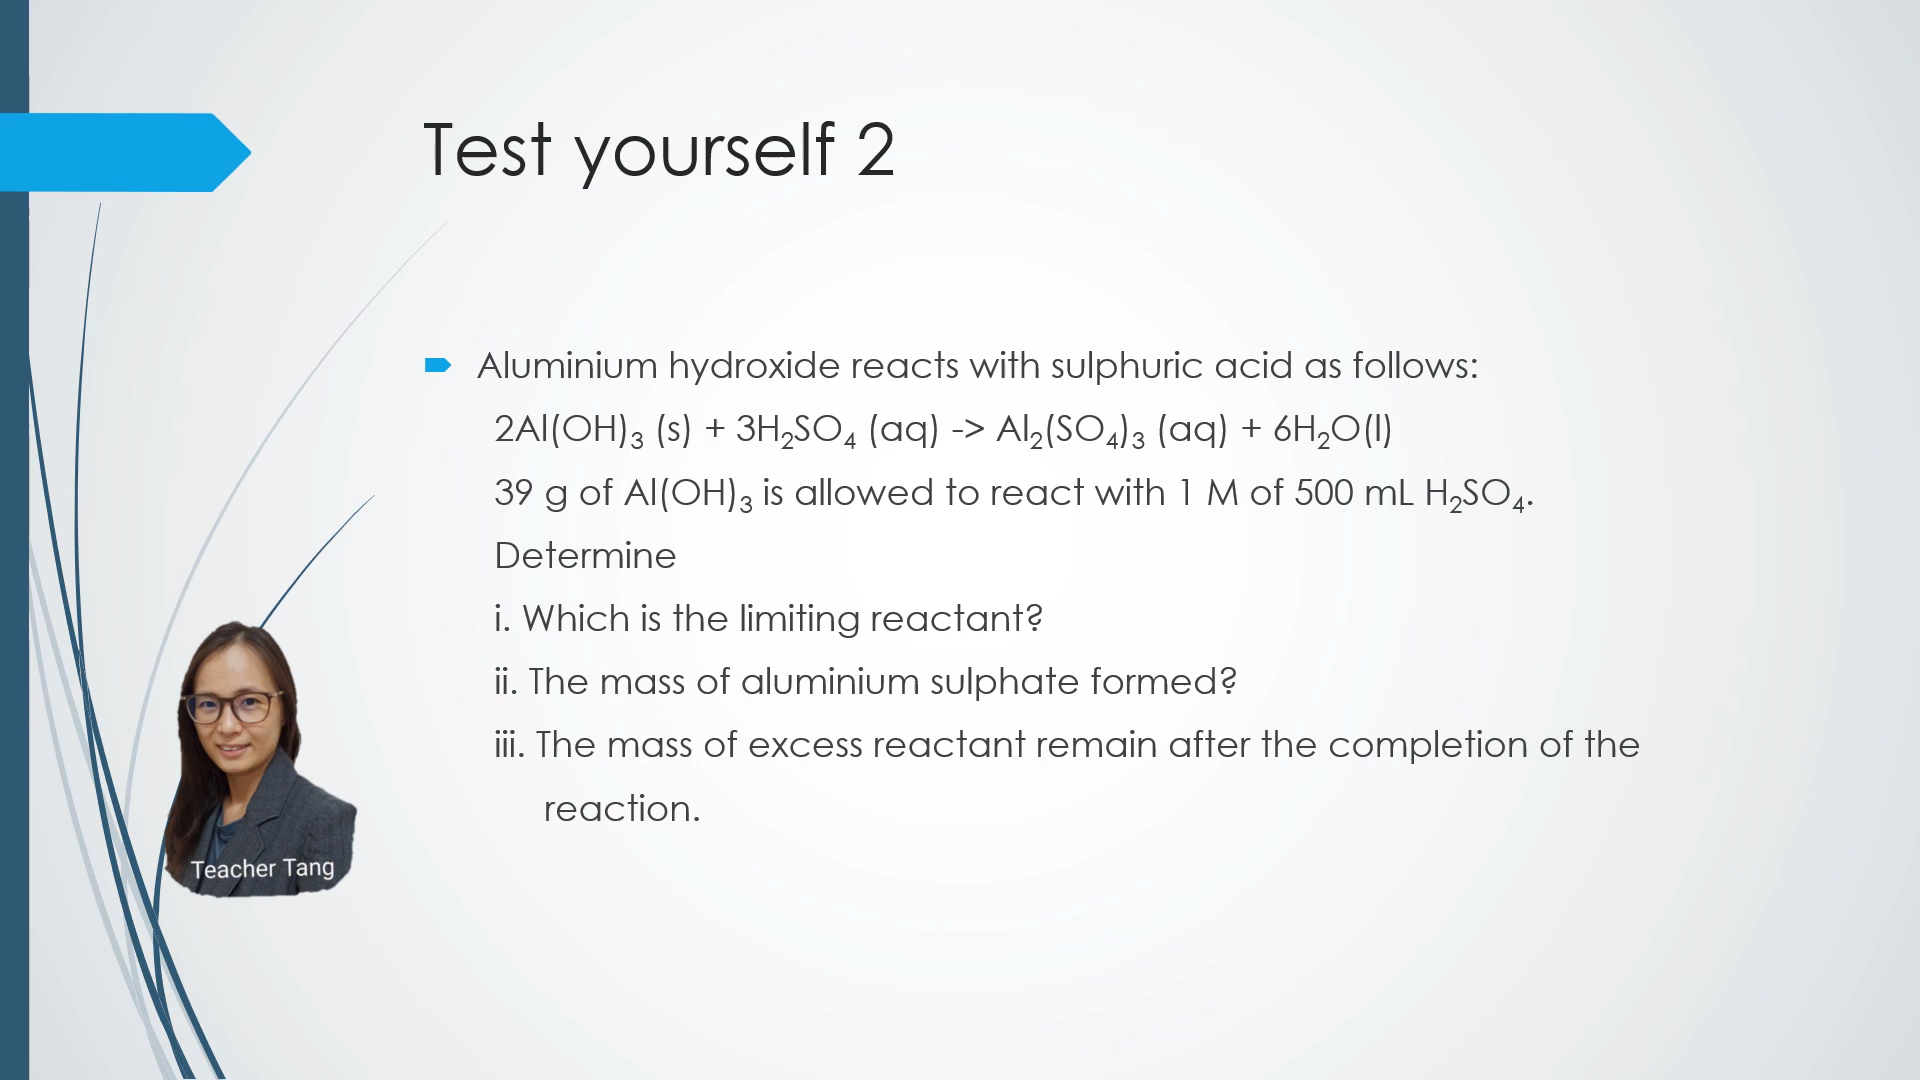 Test yourself 2
Aluminium hydroxide reacts with sulphuric acid as follows:
2Al(OH)₃ (s) + 3H₂SO₄ (aq) -> Al₂(SO₄)₃ (aq) + 6H₂O(l)
39 g of Al(OH)₃ is allowed to react with 1 M of 500 mL H₂SO₄.
Determine
i. Which is the limiting reactant?
ii. The mass of aluminium sulphate formed?
iii. The mass of excess reactant remain after the completion of the
reaction.
Teacher Tang